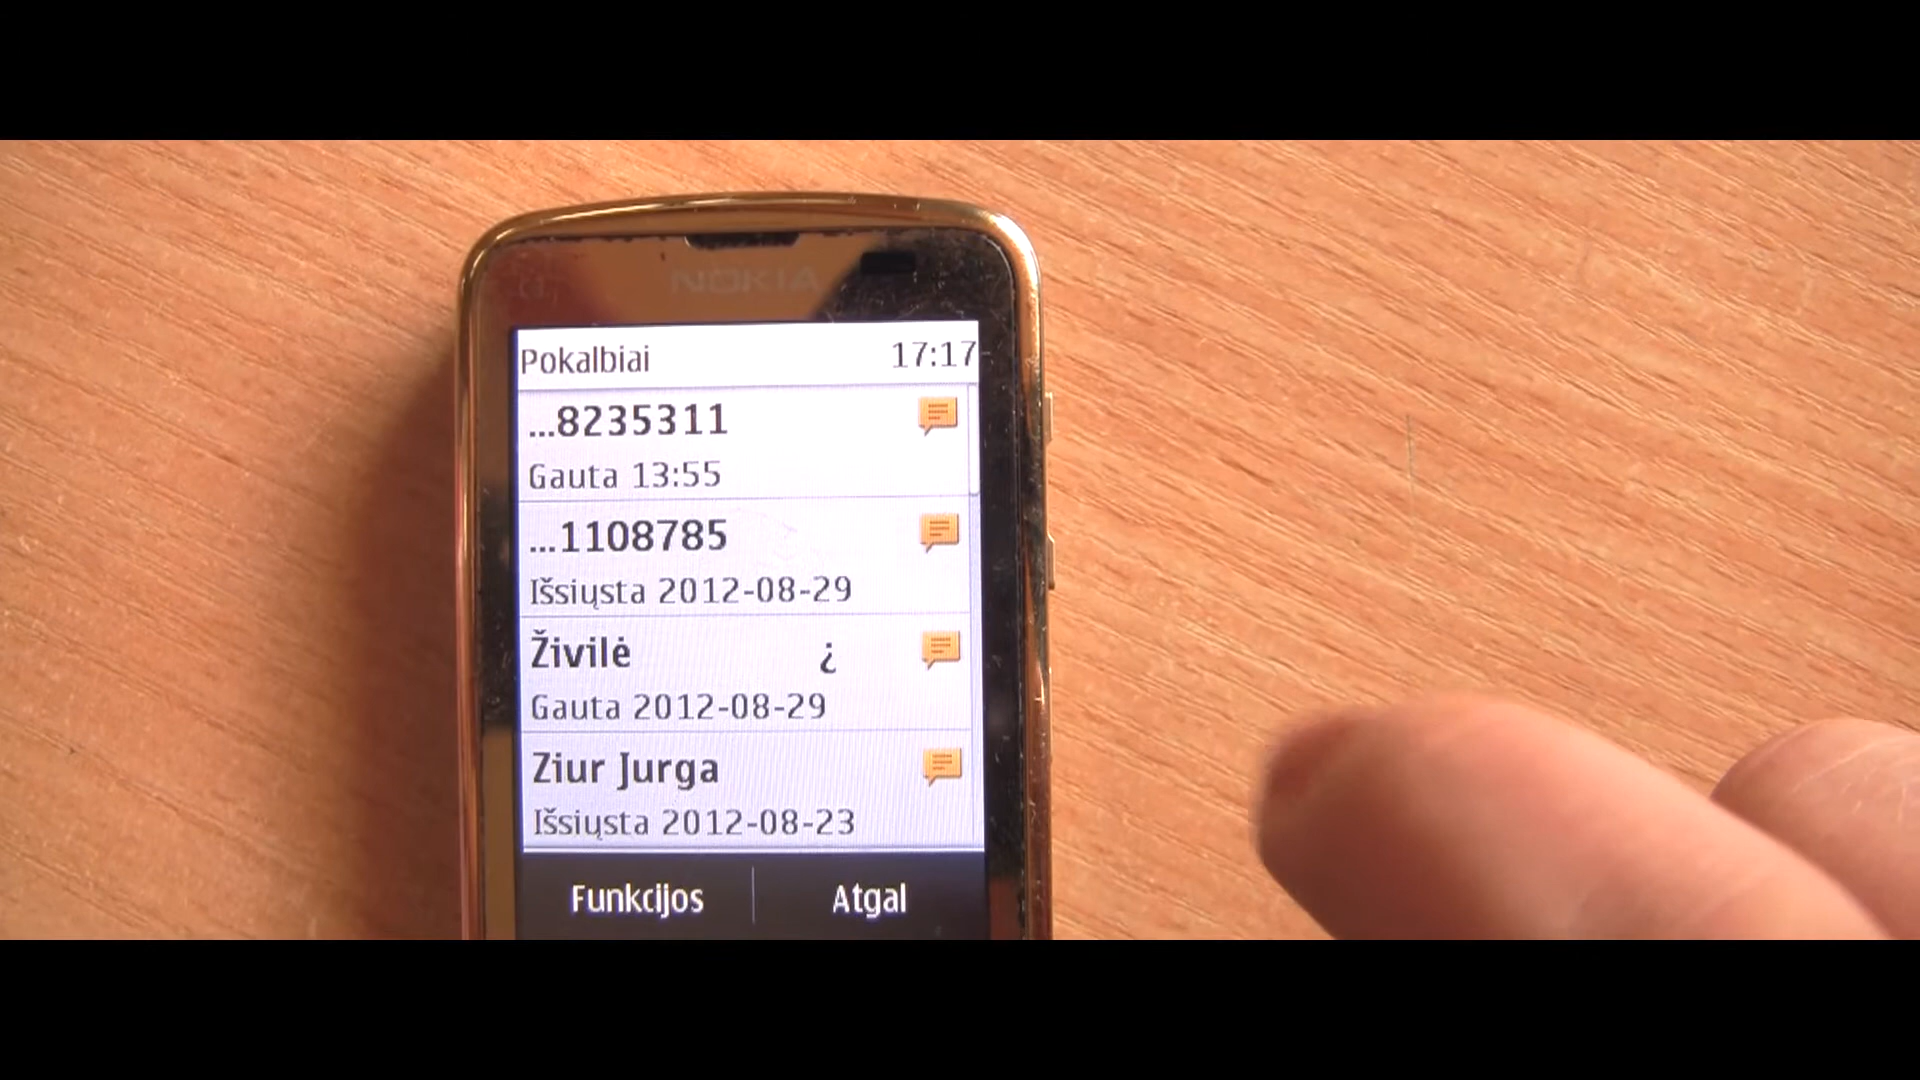 NOKIA
Pokalbiai 17:17
...8235311
Gauta 13:55
...1108785
Išsiųsta 2012-08-29
Živilė ¿
Gauta 2012-08-29
Ziur Jurga
Išsiųsta 2012-08-23
Funkcijos Atgal